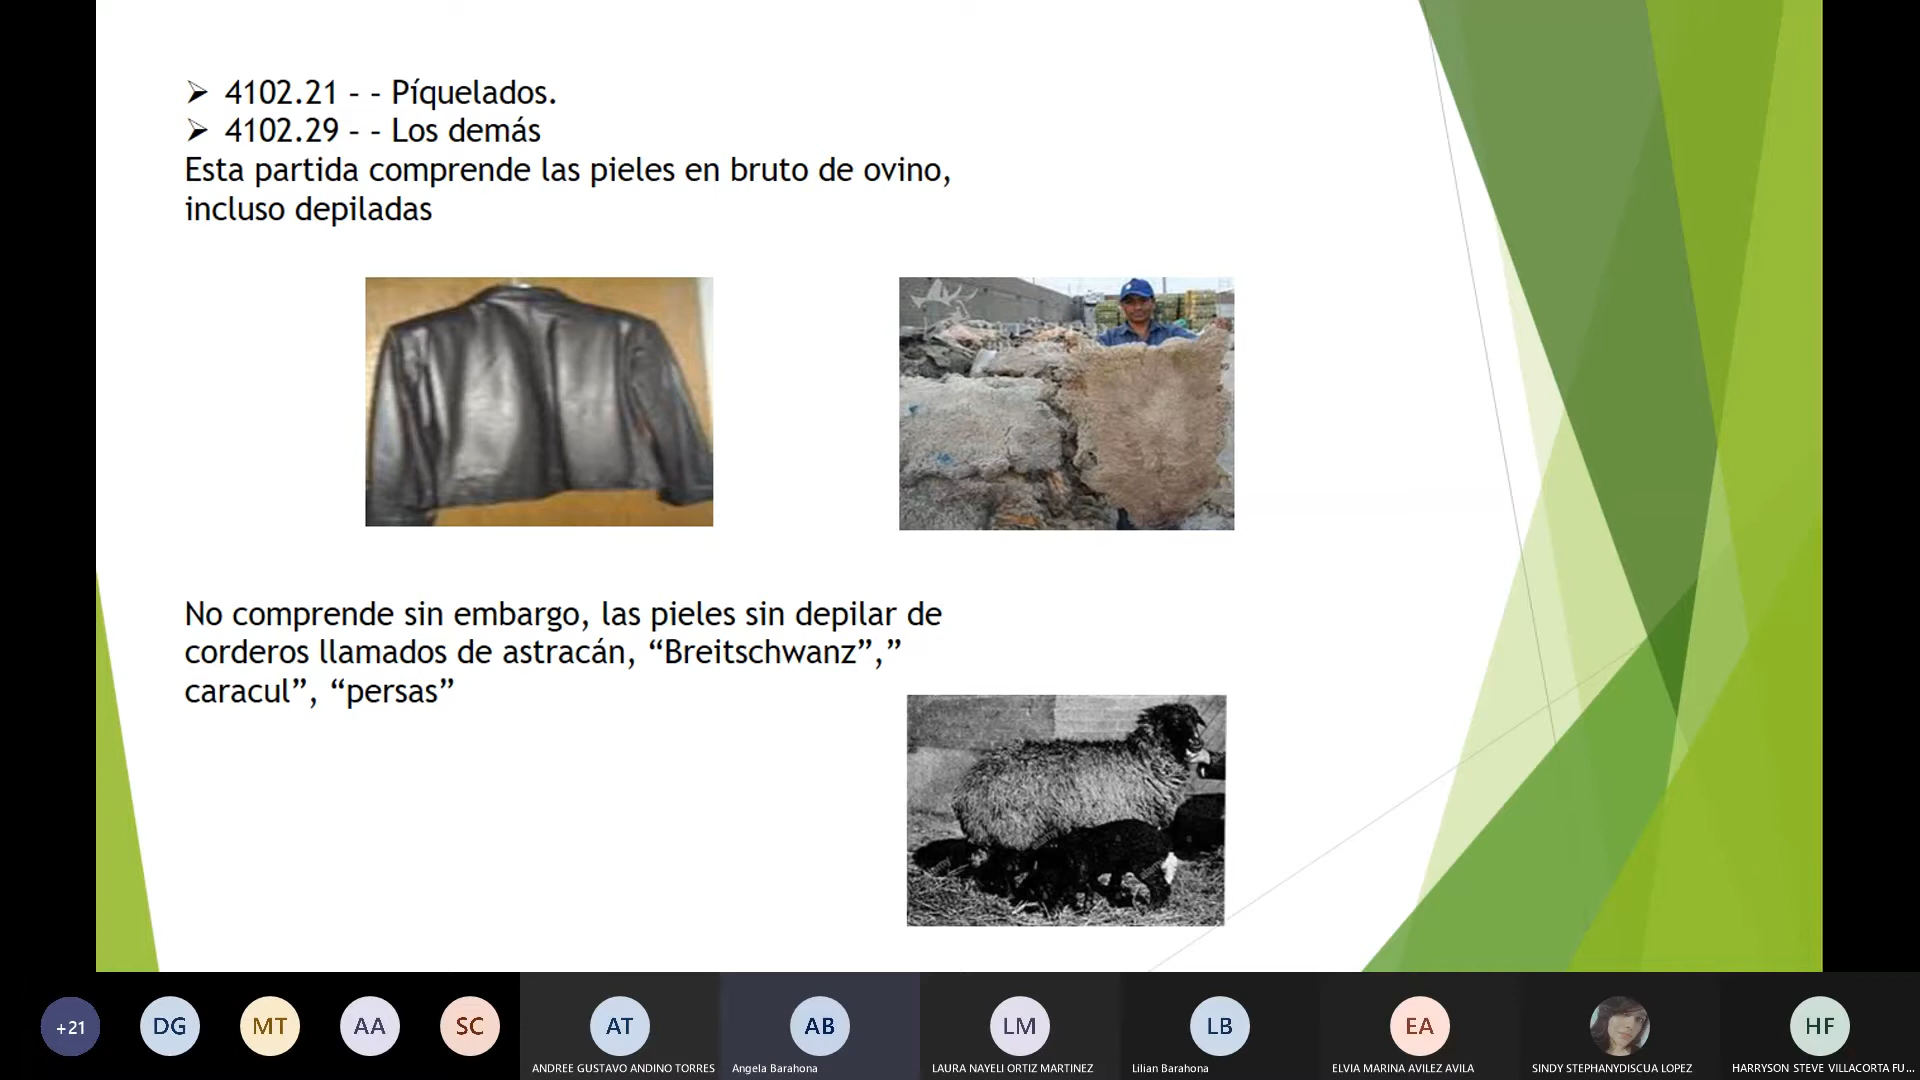 ➢ 4102.21 - - Píquelados.
➢ 4102.29 - - Los demás
Esta partida comprende las pieles en bruto de ovino,
incluso depiladas
No comprende sin embargo, las pieles sin depilar de
corderos llamados de astracán, “Breitschwanz”,”
caracul”, “persas”
+21
DG
MT
AA
SC
AT
AB
LM
LB
EA
HF
ANDREE GUSTAVO ANDINO TORRES
Angela Barahona
LAURA NAYELI ORTIZ MARTINEZ
Lilian Barahona
ELVIA MARINA AVILEZ AVILA
SINDY STEPHANYDISCUA LOPEZ
HARRYSON STEVE VILLACORTA FU...